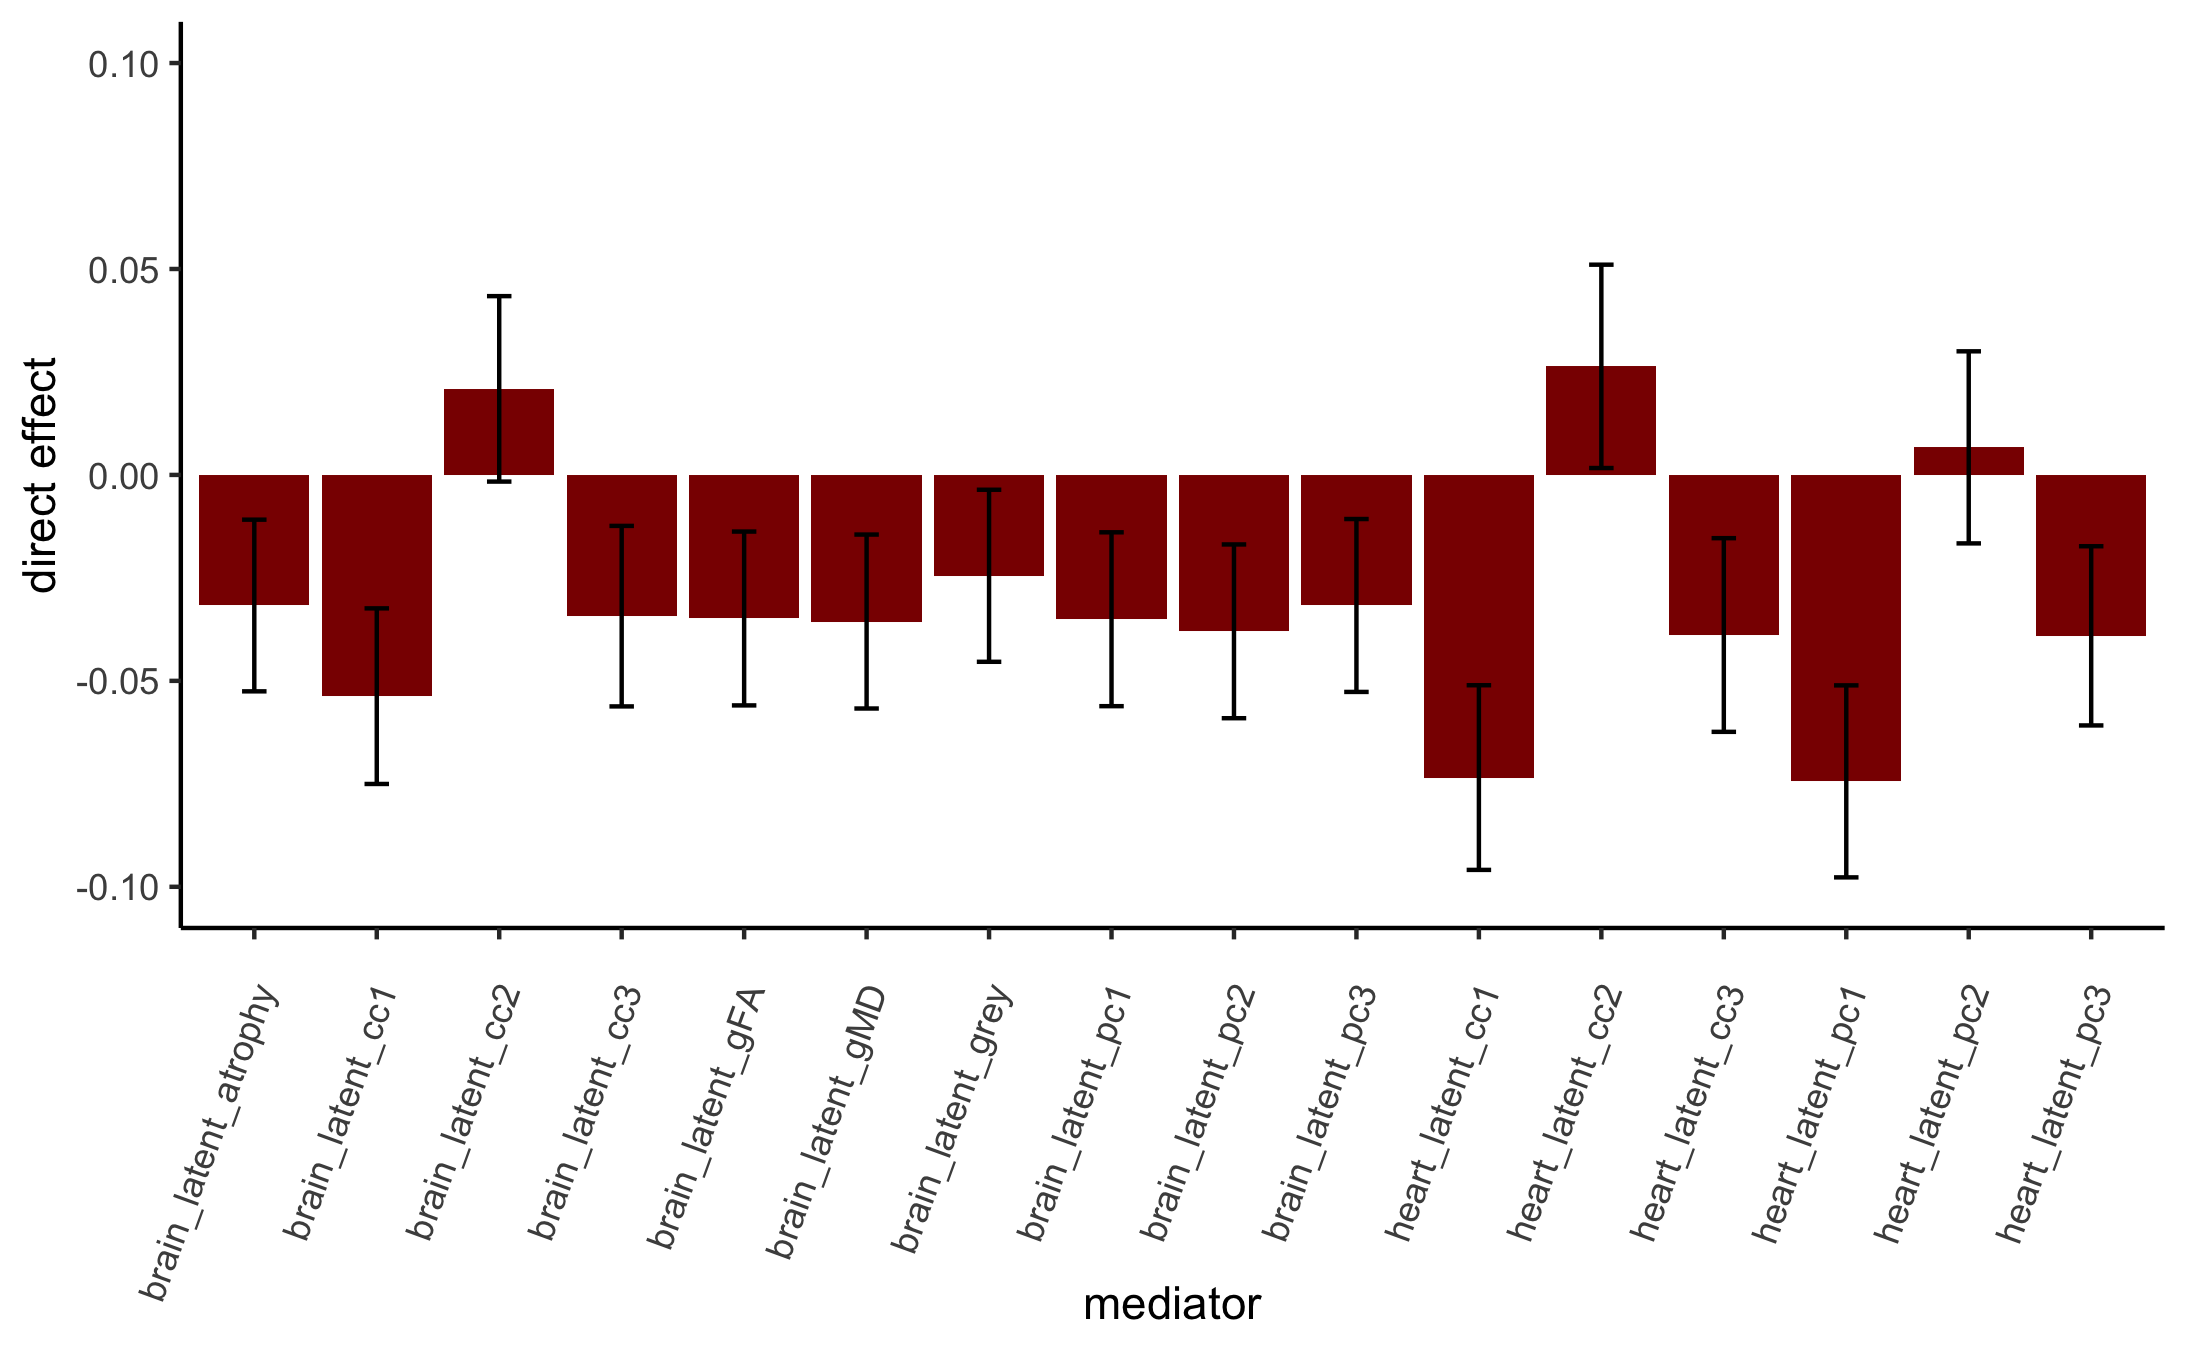 0.10
0.05
0.00
-0.05
-0.10
direct effect
brain_latent_atrophy
brain_latent_cc1
brain_latent_cc2
brain_latent_cc3
brain_latent_gFA
brain_latent_gMD
brain_latent_grey
brain_latent_pc1
brain_latent_pc2
brain_latent_pc3
heart_latent_cc1
heart_latent_cc2
heart_latent_cc3
heart_latent_pc1
heart_latent_pc2
heart_latent_pc3
mediator